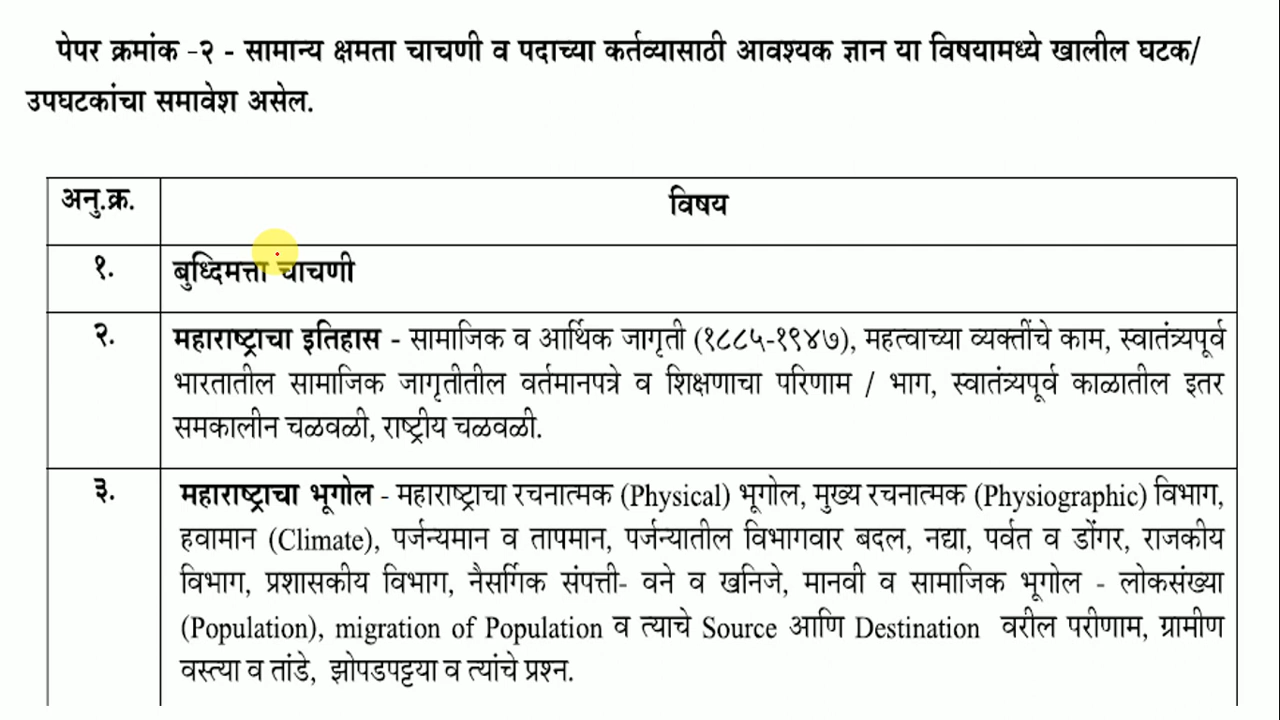 पेपर क्रमांक -२ - सामान्य क्षमता चाचणी व पदाच्या कर्तव्यासाठी आवश्यक ज्ञान या विषयामध्ये खालील घटक/
उपघटकांचा समावेश असेल.
अनु.क्र.
विषय
१.
बुध्दिमत्ता चाचणी
२.
महाराष्ट्राचा इतिहास - सामाजिक व आर्थिक जागृती (१८८५-१९४७), महत्वाच्या व्यक्तींचे काम, स्वातंत्र्यपूर्व
भारतातील सामाजिक जागृतीतील वर्तमानपत्रे व शिक्षणाचा परिणाम / भाग, स्वातंत्र्यपूर्व काळातील इतर
समकालीन चळवळी, राष्ट्रीय चळवळी.
३.
महाराष्ट्राचा भूगोल - महाराष्ट्राचा रचनात्मक (Physical) भूगोल, मुख्य रचनात्मक (Physiographic) विभाग,
हवामान (Climate), पर्जन्यमान व तापमान, पर्जन्यातील विभागवार बदल, नद्या, पर्वत व डोंगर, राजकीय
विभाग, प्रशासकीय विभाग, नैसर्गिक संपत्ती- वने व खनिजे, मानवी व सामाजिक भूगोल - लोकसंख्या
(Population), migration of Population व त्याचे Source आणि Destination वरील परीणाम, ग्रामीण
वस्त्या व तांडे, झोपडपट्टया व त्यांचे प्रश्न.